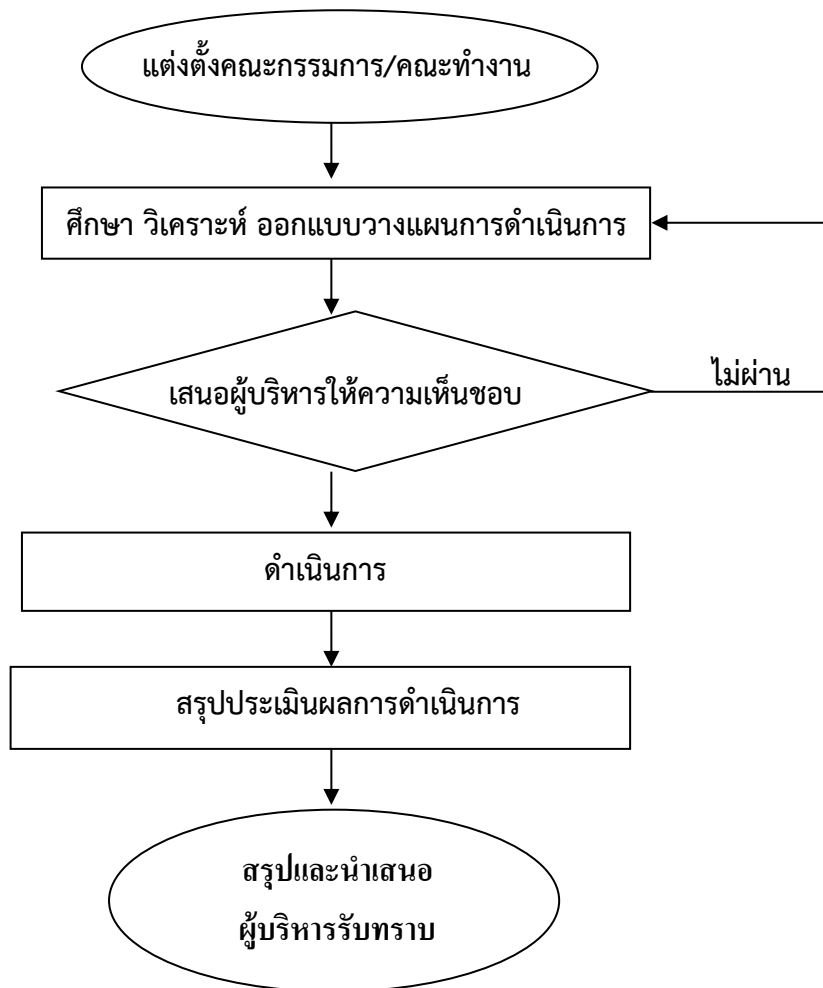 แต่งตั้งคณะกรรมการ/คณะทำงาน
ศึกษา วิเคราะห์ ออกแบบวางแผนการดำเนินการ
เสนอผู้บริหารให้ความเห็นชอบ
ไม่ผ่าน
ดำเนินการ
สรุปประเมินผลการดำเนินการ
สรุปและนำเสนอ
ผู้บริหารรับทราบ